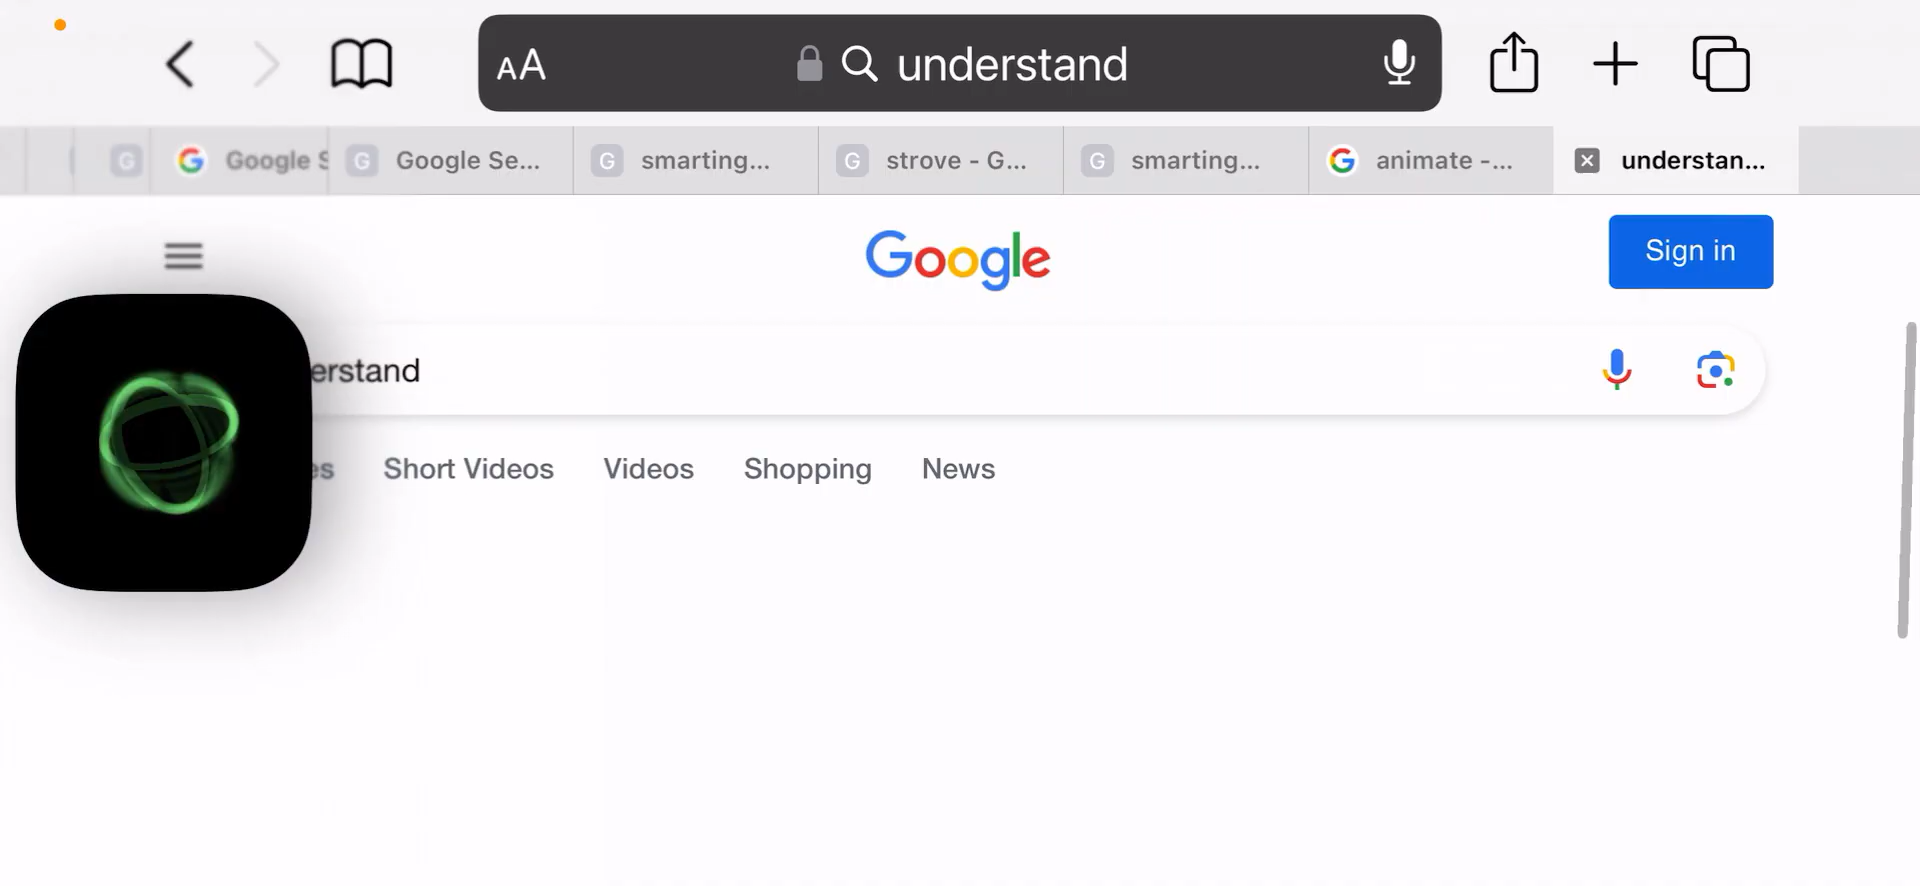 AA understand
G Google S G Google Se... G smarting... G strove - G... G smarting... G animate -... understan...
Google Sign in
erstand
es Short Videos Videos Shopping News